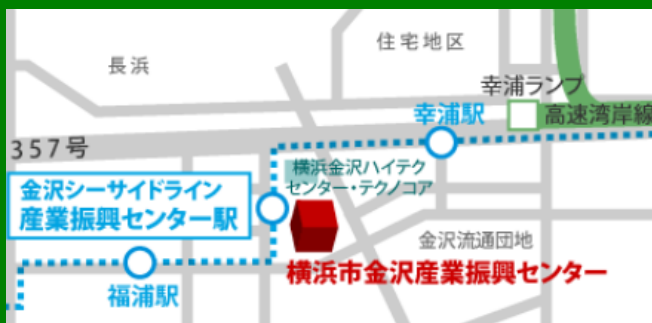 住宅地区
長浜
幸浦ランプ
幸浦駅
高速湾岸線
357号
横浜金沢ハイテク
センター・テクノコア
金沢シーサイドライン
産業振興センター駅
金沢流通団地
横浜市金沢産業振興センター
福浦駅